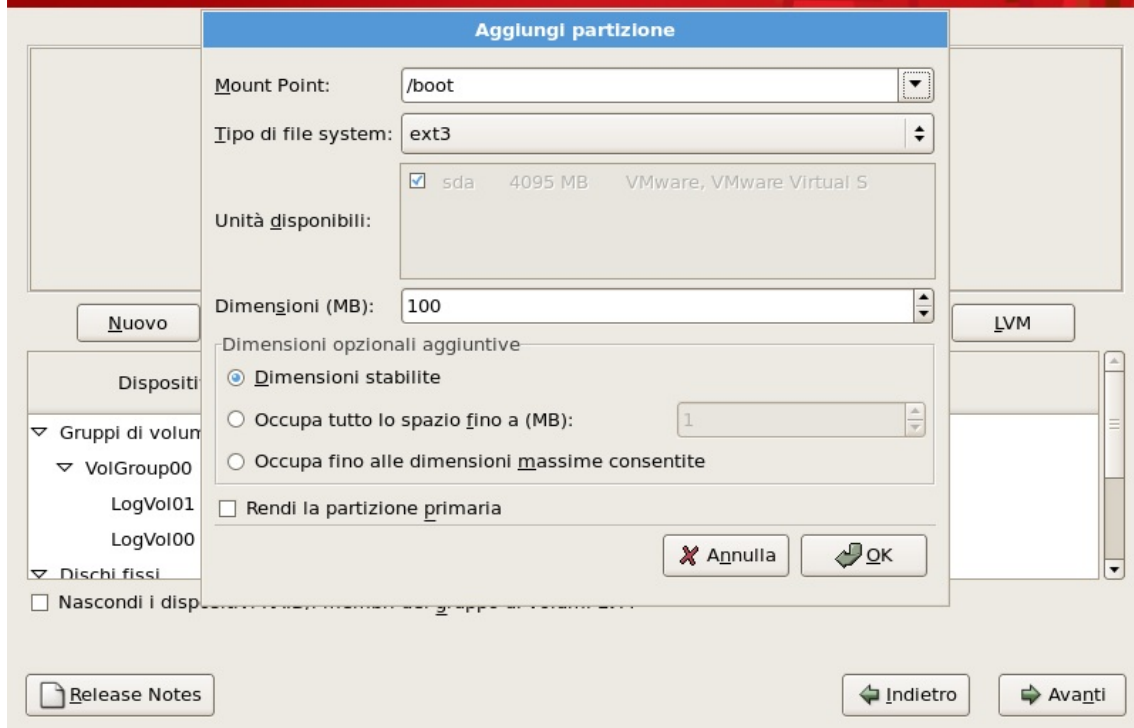 Aggiungi partizione
Mount Point: /boot
Tipo di file system: ext3
sda 4095 MB VMware, VMware Virtual S
Unità disponibili:
Dimensioni (MB): 100
Nuovo LVM
Dimensioni opzionali aggiuntive
Dispositi Dimensioni stabilite
Occupa tutto lo spazio fino a (MB): 1
Gruppi di volum
VolGroup00 Occupa fino alle dimensioni massime consentite
LogVol01 Rendi la partizione primaria
LogVol00
Annulla OK
Dischi fissi
Nascondi i disp
Release Notes Indietro Avanti